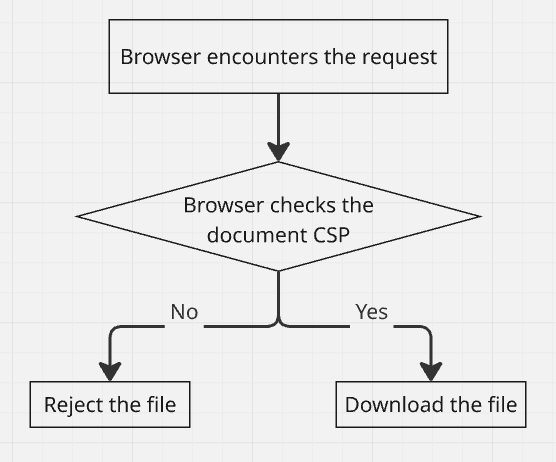 Browser encounters the request
Browser checks the
document CSP
No
Yes
Reject the file
Download the file